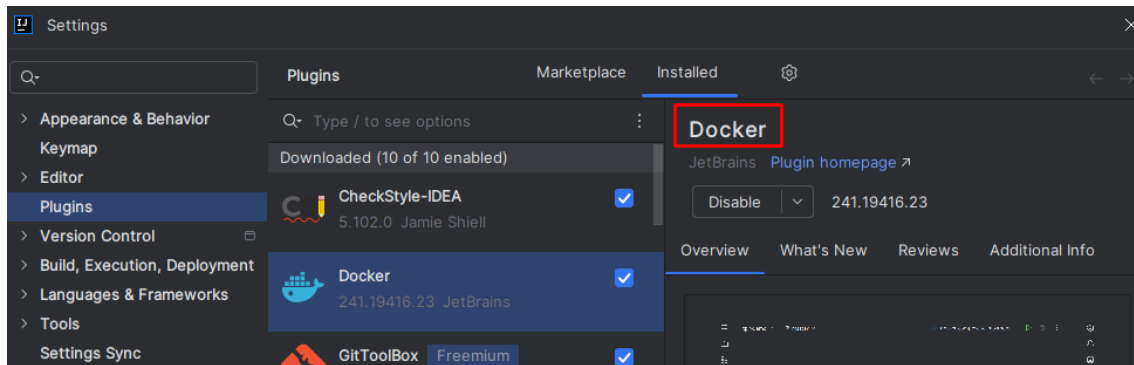 Settings
Plugins
Marketplace
Installed
Appearance & Behavior
Keymap
Editor
Plugins
Version Control
Build, Execution, Deployment
Languages & Frameworks
Tools
Settings Sync
Type / to see options
Downloaded (10 of 10 enabled)
CheckStyle-IDEA
5.102.0 Jamie Shiell
Docker
241.19416.23 JetBrains
GitToolBox Freemium
Docker
JetBrains Plugin homepage
Disable 241.19416.23
Overview What's New Reviews Additional Info